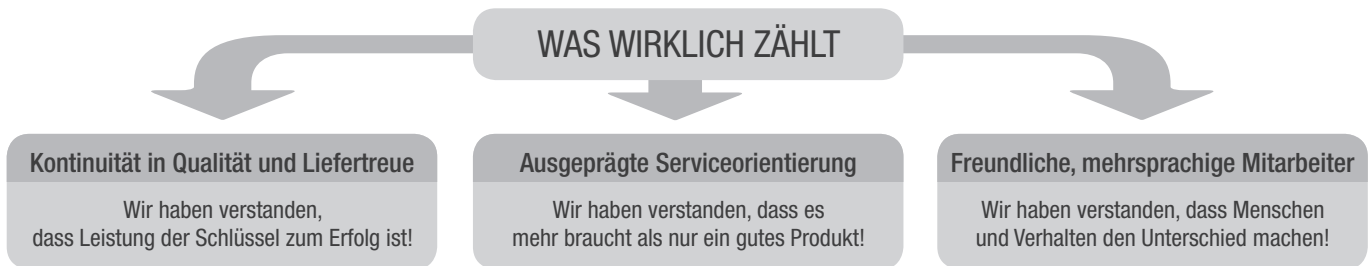 WAS WIRKLICH ZÄHLT
Kontinuität in Qualität und Liefertreue
Wir haben verstanden,
dass Leistung der Schlüssel zum Erfolg ist!
Ausgeprägte Serviceorientierung
Wir haben verstanden, dass es
mehr braucht als nur ein gutes Produkt!
Freundliche, mehrsprachige Mitarbeiter
Wir haben verstanden, dass Menschen
und Verhalten den Unterschied machen!